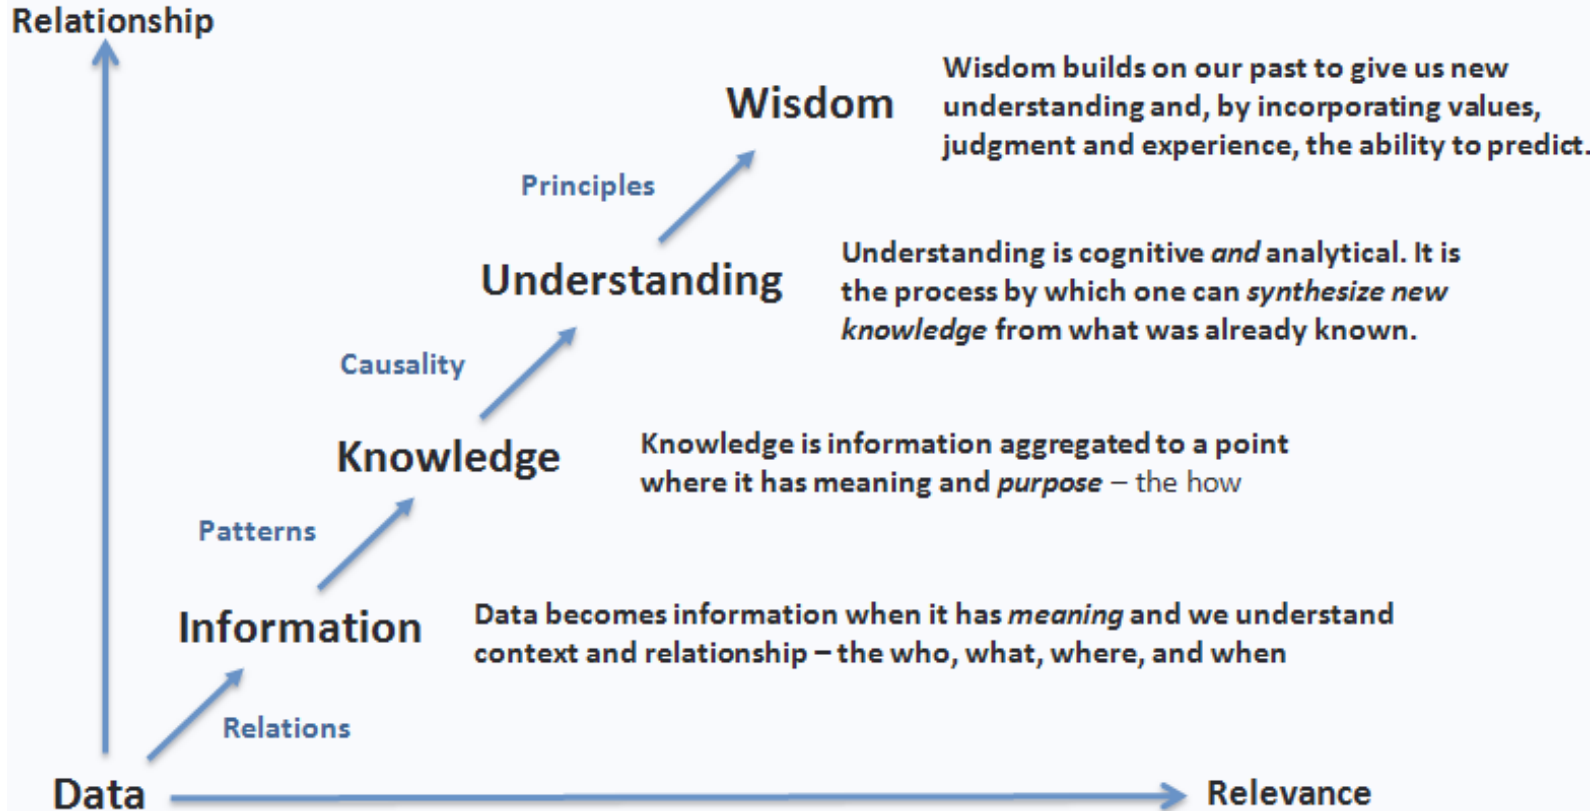 Relationship
Wisdom
Wisdom builds on our past to give us new
understanding and, by incorporating values,
judgment and experience, the ability to predict.
Principles
Understanding
Understanding is cognitive and analytical. It is
the process by which one can synthesize new
knowledge from what was already known.
Causality
Knowledge
Knowledge is information aggregated to a point
where it has meaning and purpose – the how
Patterns
Information
Data becomes information when it has meaning and we understand
context and relationship – the who, what, where, and when
Relations
Data
Relevance